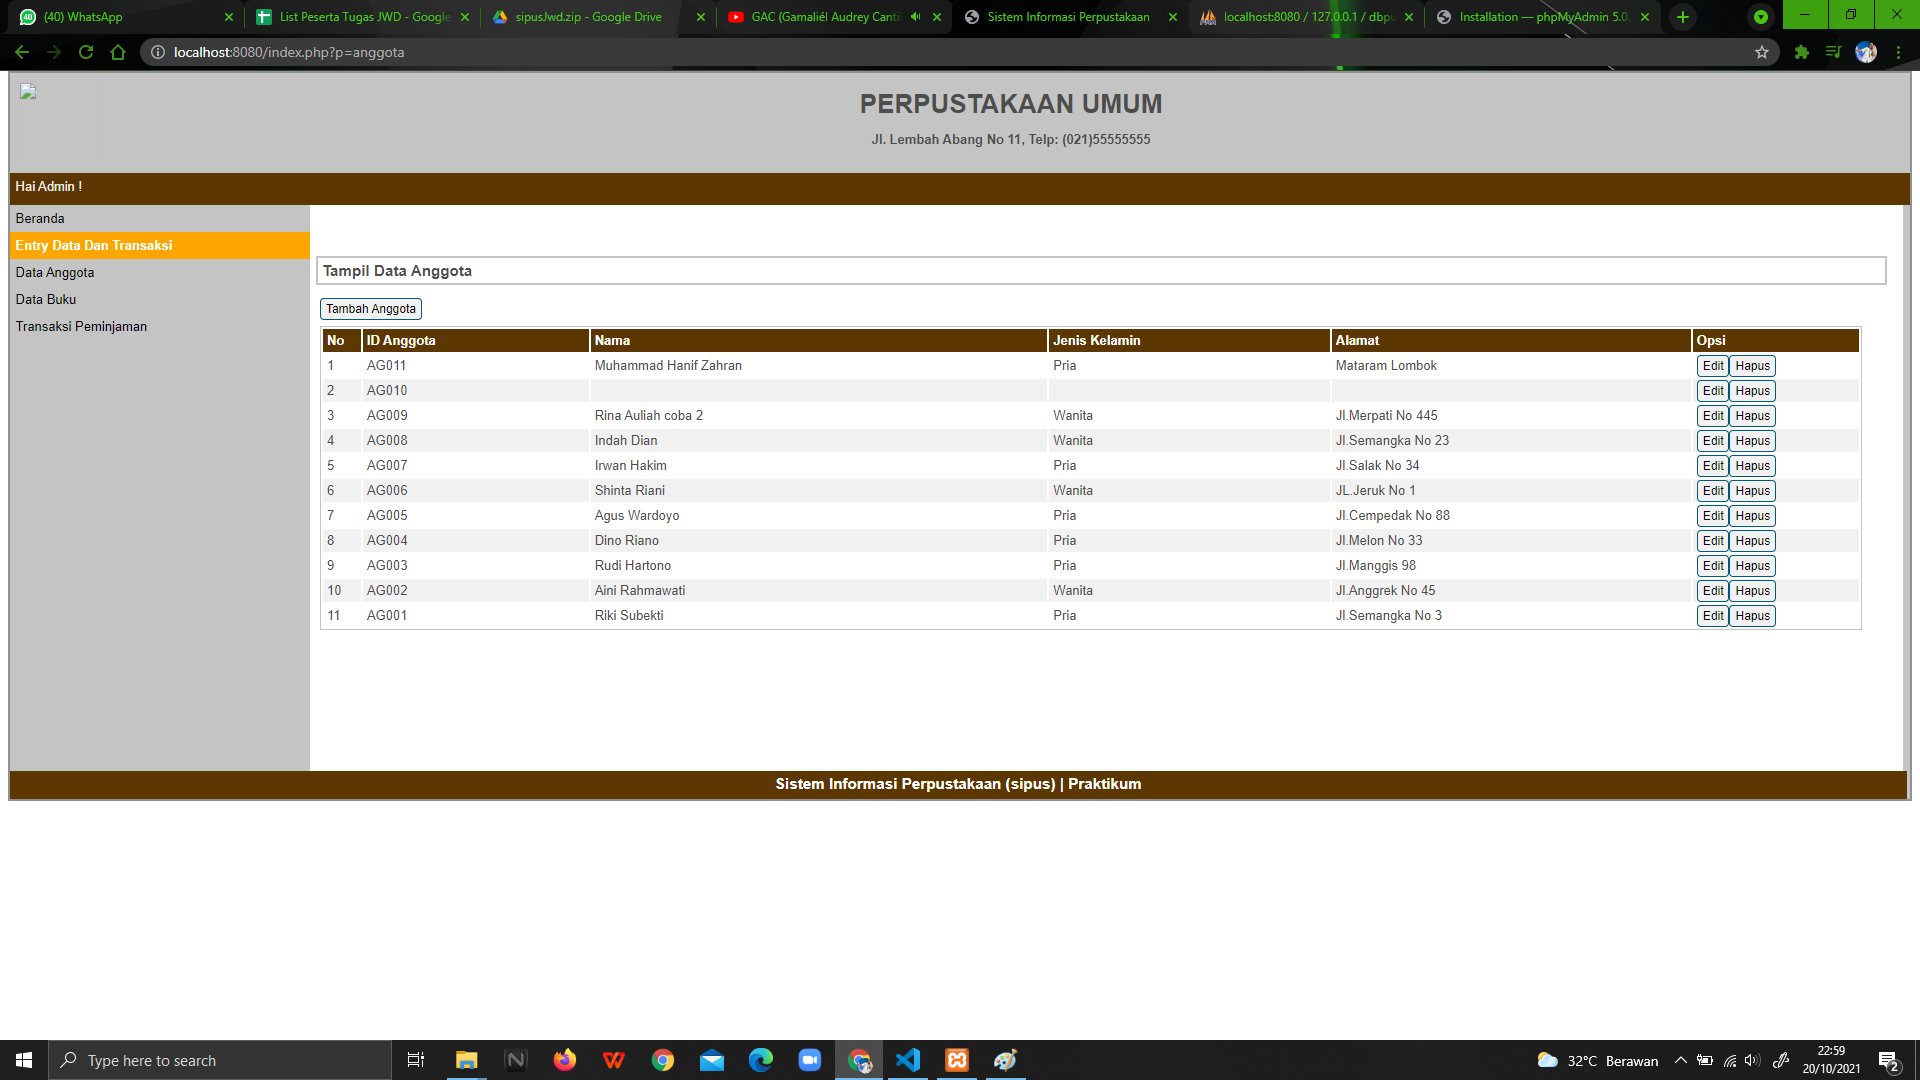 (40) WhatsApp
List Peserta Tugas JWD - Google
sipusJwd.zip - Google Drive
GAC (Gamaliél Audrey Canti
Sistem Informasi Perpustakaan
localhost:8080 / 127.0.0.1 / dbpu
Installation — phpMyAdmin 5.0.
localhost:8080/index.php?p=anggota
PERPUSTAKAAN UMUM
Jl. Lembah Abang No 11, Telp: (021)55555555
Hai Admin !
Beranda
Entry Data Dan Transaksi
Data Anggota
Data Buku
Transaksi Peminjaman
Tampil Data Anggota
Tambah Anggota
No ID Anggota Nama Jenis Kelamin Alamat Opsi
1 AG011 Muhammad Hanif Zahran Pria Mataram Lombok Edit Hapus
2 AG010 Edit Hapus
3 AG009 Rina Auliah coba 2 Wanita Jl.Merpati No 445 Edit Hapus
4 AG008 Indah Dian Wanita Jl.Semangka No 23 Edit Hapus
5 AG007 Irwan Hakim Pria Jl.Salak No 34 Edit Hapus
6 AG006 Shinta Riani Wanita JL.Jeruk No 1 Edit Hapus
7 AG005 Agus Wardoyo Pria Jl.Cempedak No 88 Edit Hapus
8 AG004 Dino Riano Pria Jl.Melon No 33 Edit Hapus
9 AG003 Rudi Hartono Pria Jl.Manggis 98 Edit Hapus
10 AG002 Aini Rahmawati Wanita Jl.Anggrek No 45 Edit Hapus
11 AG001 Riki Subekti Pria Jl.Semangka No 3 Edit Hapus
Sistem Informasi Perpustakaan (sipus) | Praktikum
Type here to search
32°C Berawan
22:59
20/10/2021
2